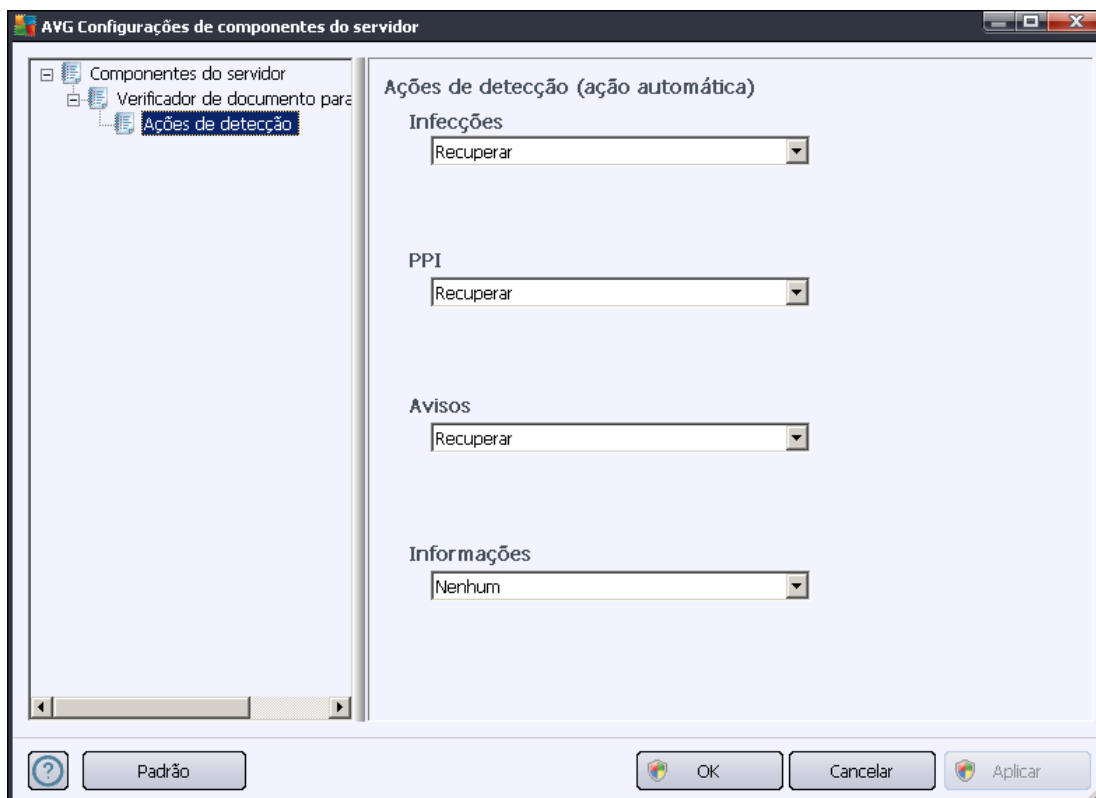 AVG Configurações de componentes do servidor
Componentes do servidor
Verificador de documento para
Ações de detecção
Ações de detecção (ação automática)
Infecções
Recuperar
PPI
Recuperar
Avisos
Recuperar
Informações
Nenhum
Padrão
OK
Cancelar
Aplicar